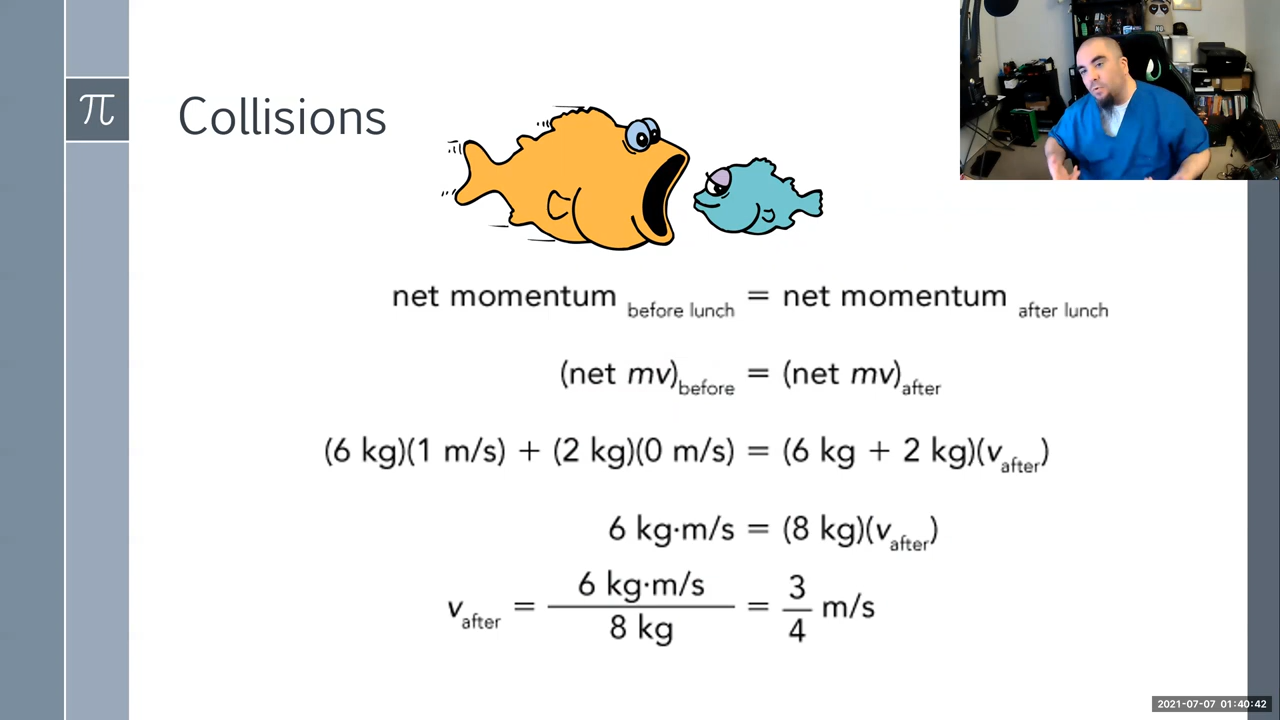 π
Collisions
net momentum before lunch = net momentum after lunch
(net mv)before = (net mv)after
(6 kg)(1 m/s) + (2 kg)(0 m/s) = (6 kg + 2 kg)(vafter)
6 kg·m/s = (8 kg)(vafter)
vafter = 6 kg·m/s / 8 kg = 3/4 m/s
2021-07-07 01:40:42